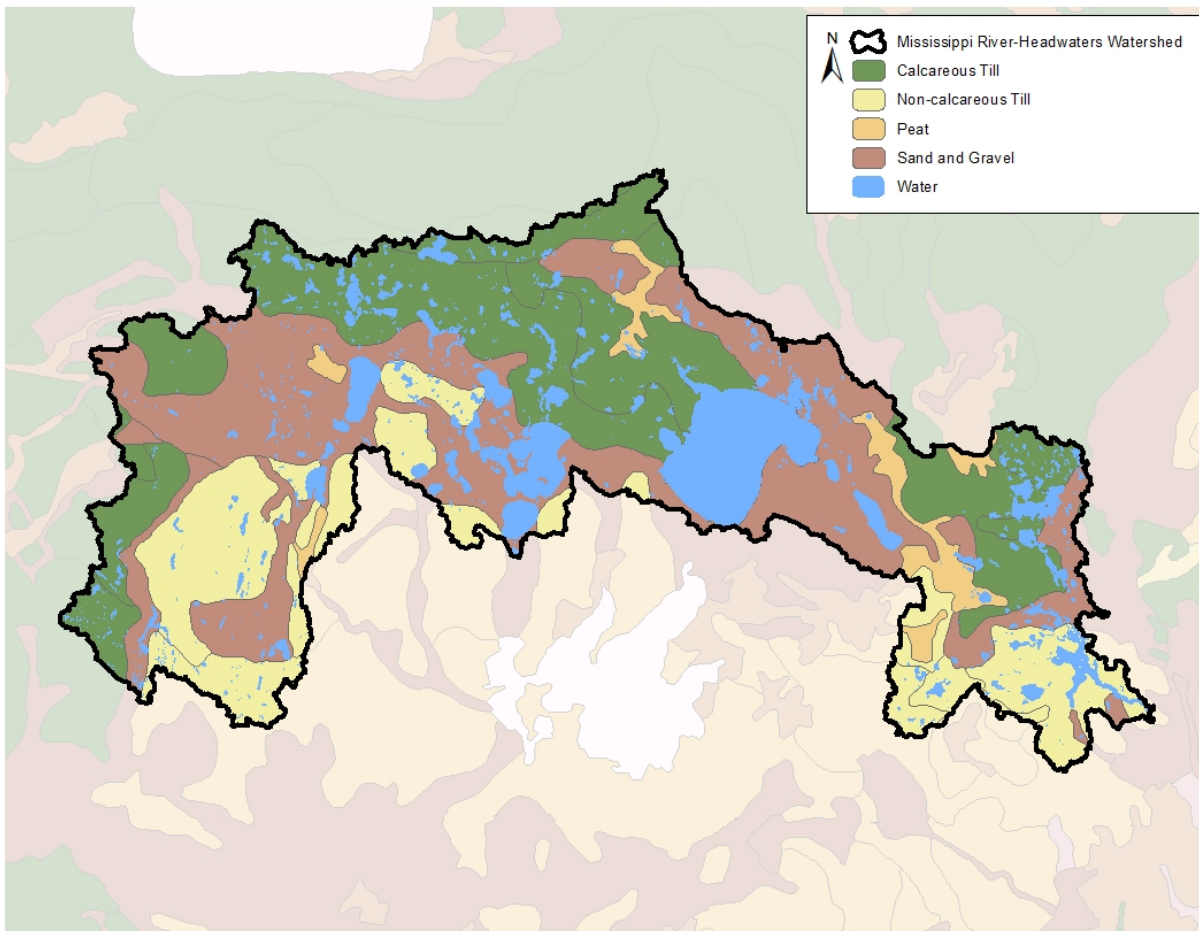 N
Mississippi River-Headwaters Watershed
Calcareous Till
Non-calcareous Till
Peat
Sand and Gravel
Water